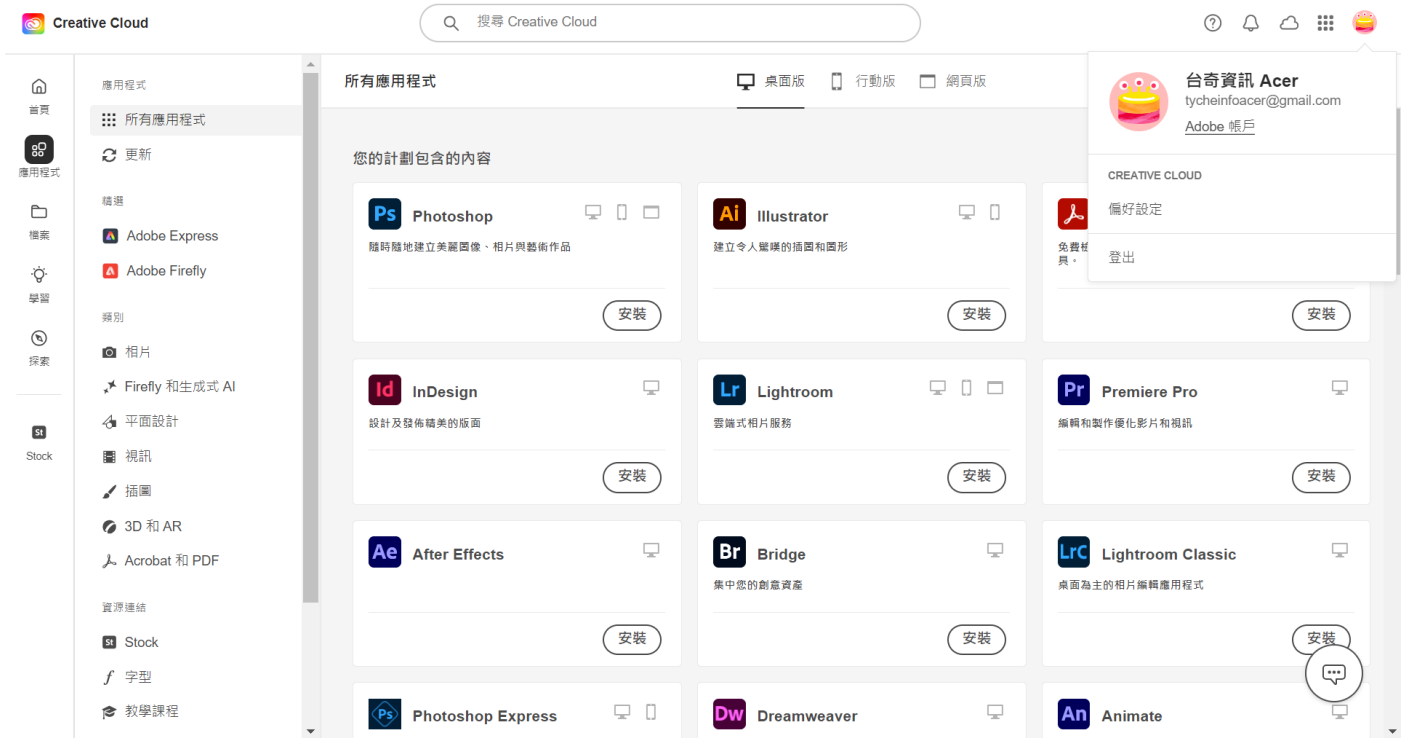 Creative Cloud
搜尋 Creative Cloud
首頁
應用程式
檔案
學習
探索
St
Stock
應用程式
所有應用程式
更新
精選
Adobe Express
Adobe Firefly
類別
相片
Firefly 和生成式 AI
平面設計
視訊
插圖
3D 和 AR
Acrobat 和 PDF
資源連結
St Stock
字型
教學課程
所有應用程式
桌面版
行動版
網頁版
台奇資訊 Acer
tycheinfoacer@gmail.com
Adobe 帳戶
CREATIVE CLOUD
偏好設定
登出
您的計劃包含的內容
Ps Photoshop
隨時隨地建立美麗圖像、相片與藝術作品
安裝
Ai Illustrator
建立令人驚嘆的插圖和圖形
安裝
免費檢
具。
安裝
Id InDesign
設計及發佈精美的版面
安裝
Lr Lightroom
雲端式相片服務
安裝
Pr Premiere Pro
編輯和製作優化影片和視訊
安裝
Ae After Effects
安裝
Br Bridge
集中您的創意資產
安裝
LrC Lightroom Classic
桌面為主的相片編輯應用程式
安裝
Ps Photoshop Express
Dw Dreamweaver
An Animate